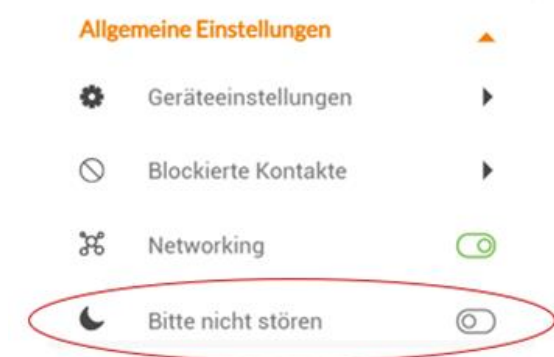 Allgemeine Einstellungen
Geräteeinstellungen
Blockierte Kontakte
Networking
Bitte nicht stören